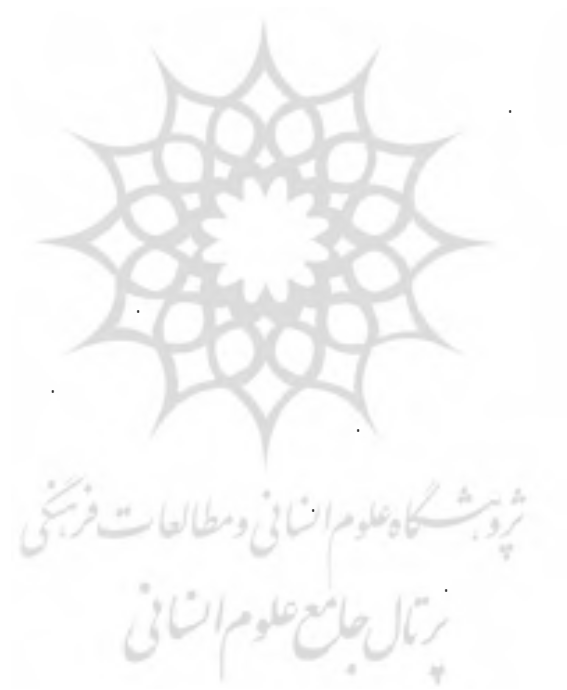 پژوهشگاه علوم انسانی و مطالعات فرهنگی
پرتال جامع علوم انسانی